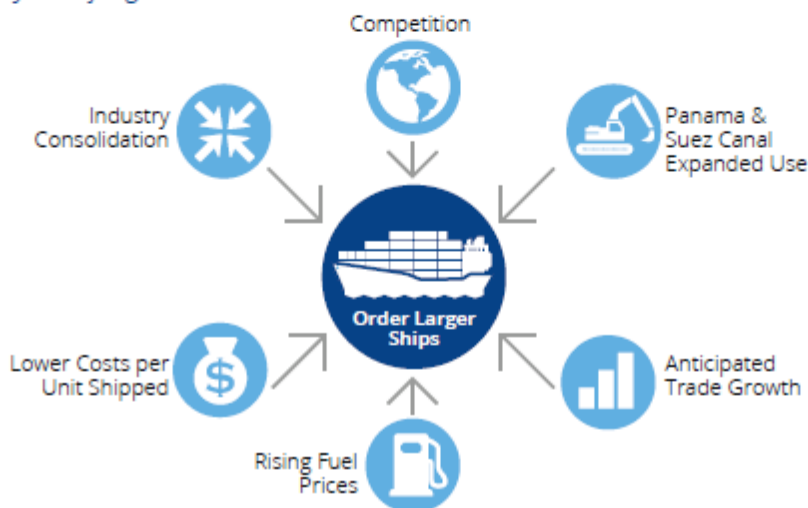 Competition
Industry
Consolidation
Panama &
Suez Canal
Expanded Use
Order Larger
Ships
Lower Costs per
Unit Shipped
$
Anticipated
Trade Growth
Rising Fuel
Prices